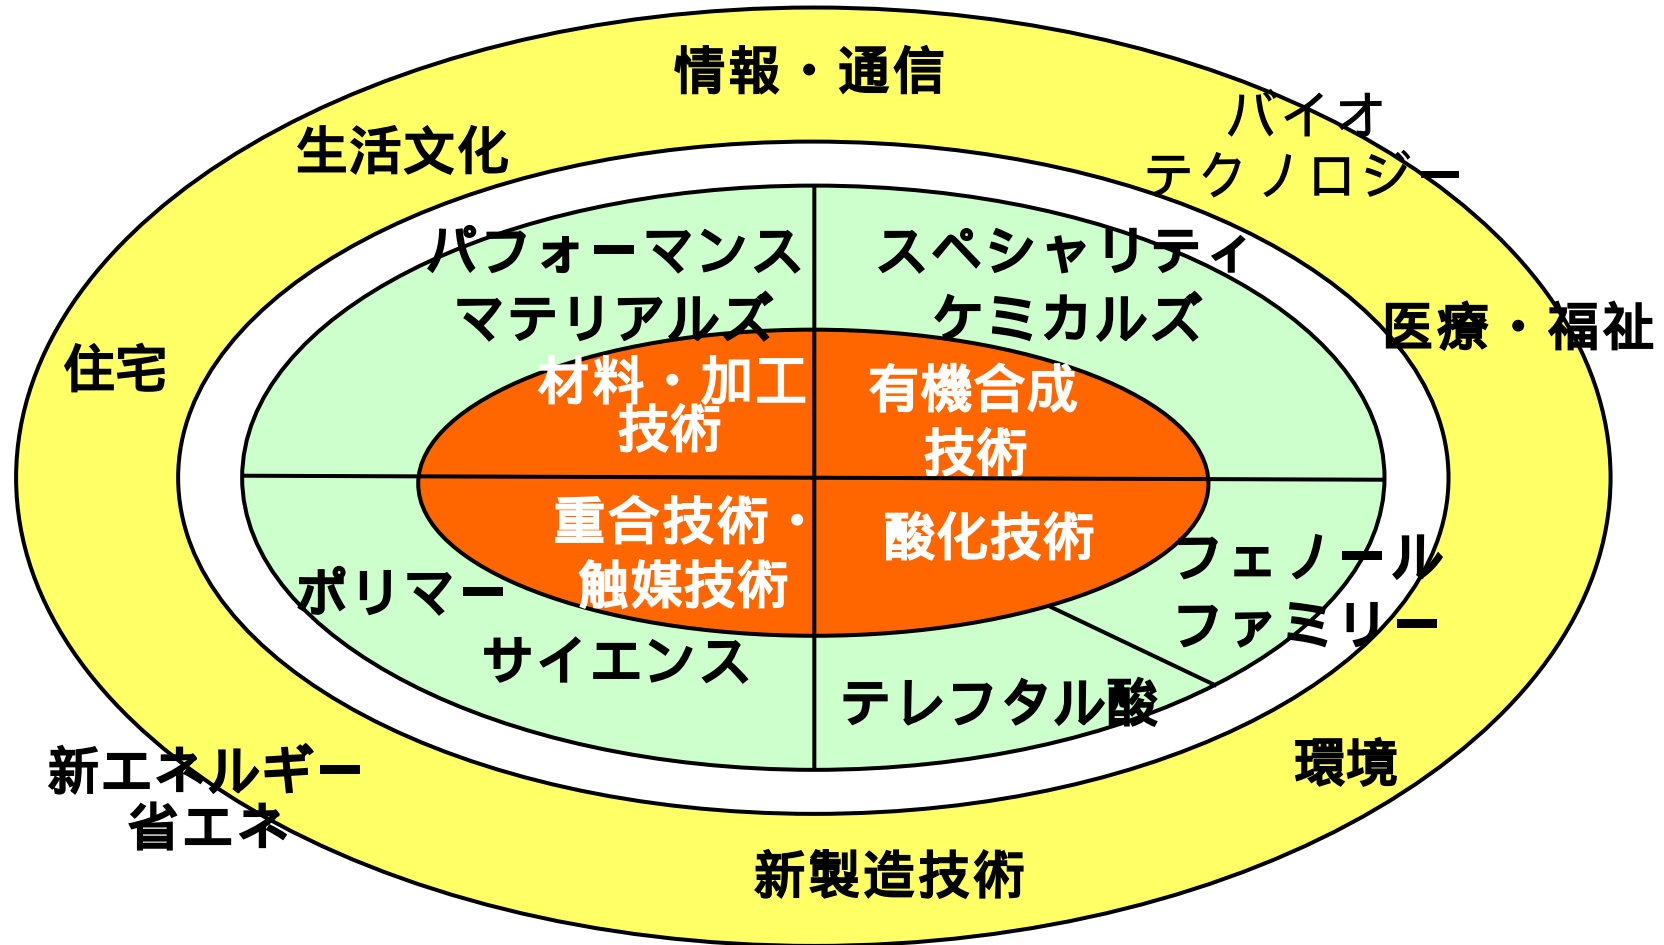 情報・通信
生活文化
バイオ
テクノロジー
パフォーマンス
マテリアルズ
スペシャリティ
ケミカルズ
住宅
医療・福祉
材料・加工
技術
有機合成
技術
重合技術・
触媒技術
酸化技術
ポリマー
サイエンス
フェノール
ファミリー
テレフタル酸
新エネルギー
省エネ
環境
新製造技術